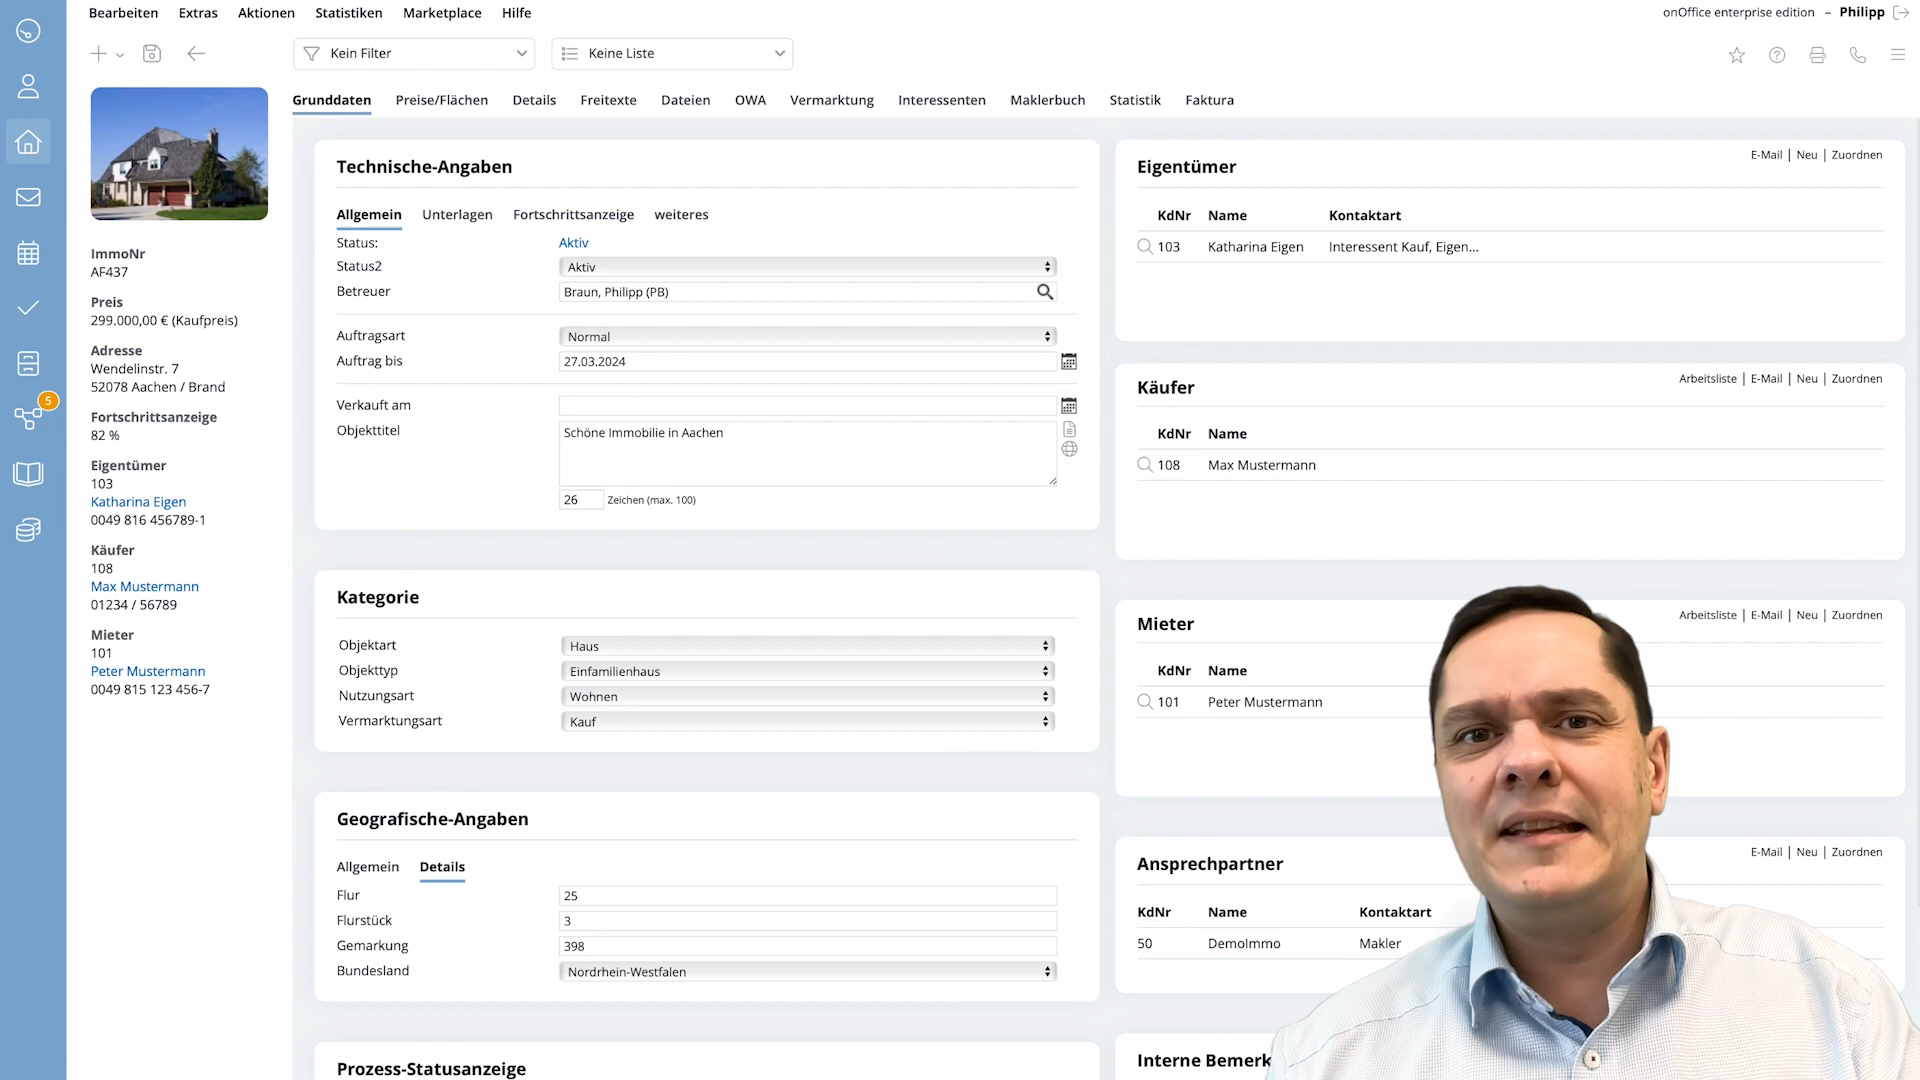 Bearbeiten Extras Aktionen Statistiken Marketplace Hilfe
onOffice enterprise edition – Philipp
Kein Filter Keine Liste
Grunddaten Preise/Flächen Details Freitexte Dateien OWA Vermarktung Interessenten Maklerbuch Statistik Faktura
5
ImmoNr
AF437
Preis
299.000,00 € (Kaufpreis)
Adresse
Wendelinstr. 7
52078 Aachen / Brand
Fortschrittsanzeige
82 %
Eigentümer
103
Katharina Eigen
0049 816 456789-1
Käufer
108
Max Mustermann
01234 / 56789
Mieter
101
Peter Mustermann
0049 815 123 456-7
Technische-Angaben
Allgemein Unterlagen Fortschrittsanzeige weiteres
Status: Aktiv
Status2 Aktiv
Betreuer Braun, Philipp (PB)
Auftragsart Normal
Auftrag bis 27.03.2024
Verkauft am
Objekttitel Schöne Immobilie in Aachen
26 Zeichen (max. 100)
Kategorie
Objektart Haus
Objekttyp Einfamilienhaus
Nutzungsart Wohnen
Vermarktungsart Kauf
Geografische-Angaben
Allgemein Details
Flur 25
Flurstück 3
Gemarkung 398
Bundesland Nordrhein-Westfalen
Prozess-Statusanzeige
Eigentümer E-Mail | Neu | Zuordnen
KdNr Name Kontaktart
103 Katharina Eigen Interessent Kauf, Eigen...
Käufer Arbeitsliste | E-Mail | Neu | Zuordnen
KdNr Name
108 Max Mustermann
Mieter Arbeitsliste | E-Mail | Neu | Zuordnen
KdNr Name
101 Peter Mustermann
Ansprechpartner E-Mail | Neu | Zuordnen
KdNr Name Kontaktart
50 DemoImmo Makler
Interne Bemerk